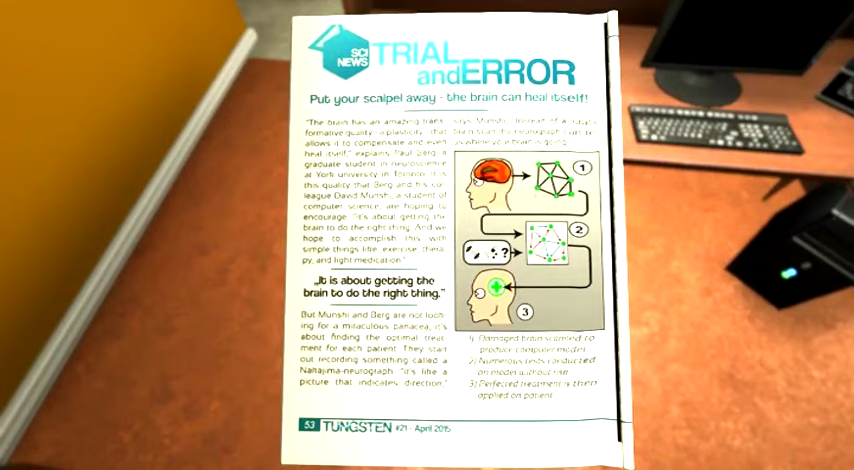 SCI
NEWS
TRIAL
and ERROR
Put your scalpel away - the brain can heal itself!
"The brain has an amazing trans-
formative quality, a plasticity, that
allows it to compensate and even
heal itself," explains Paul Berg, a
graduate student in neuroscience
at York university in Toronto. It is
this quality that Berg and his col-
league David Munshi, a student of
computer science, are hoping to
encourage. "It's about getting the
brain to do the right thing. And we
hope to accomplish this with
simple things like exercise, thera-
py, and light medication."
„It is about getting the
brain to do the right thing."
But Munshi and Berg are not look-
ing for a miraculous panacea, it's
about finding the optimal treat-
ment for each patient. They start
out recording something called a
Nakajima-neurograph. "It's like a
picture that indicates direction,"
says Munshi. Instead of a
brain scan, the neurograph
us where your brain is going.
1
2
?
3
1) Damaged brain scanned to
produce computer model
2) Numerous tests conducted
on model without risk
3) Perfected treatment is then
applied on patient
53 TUNGSTEN #21 - April 2015